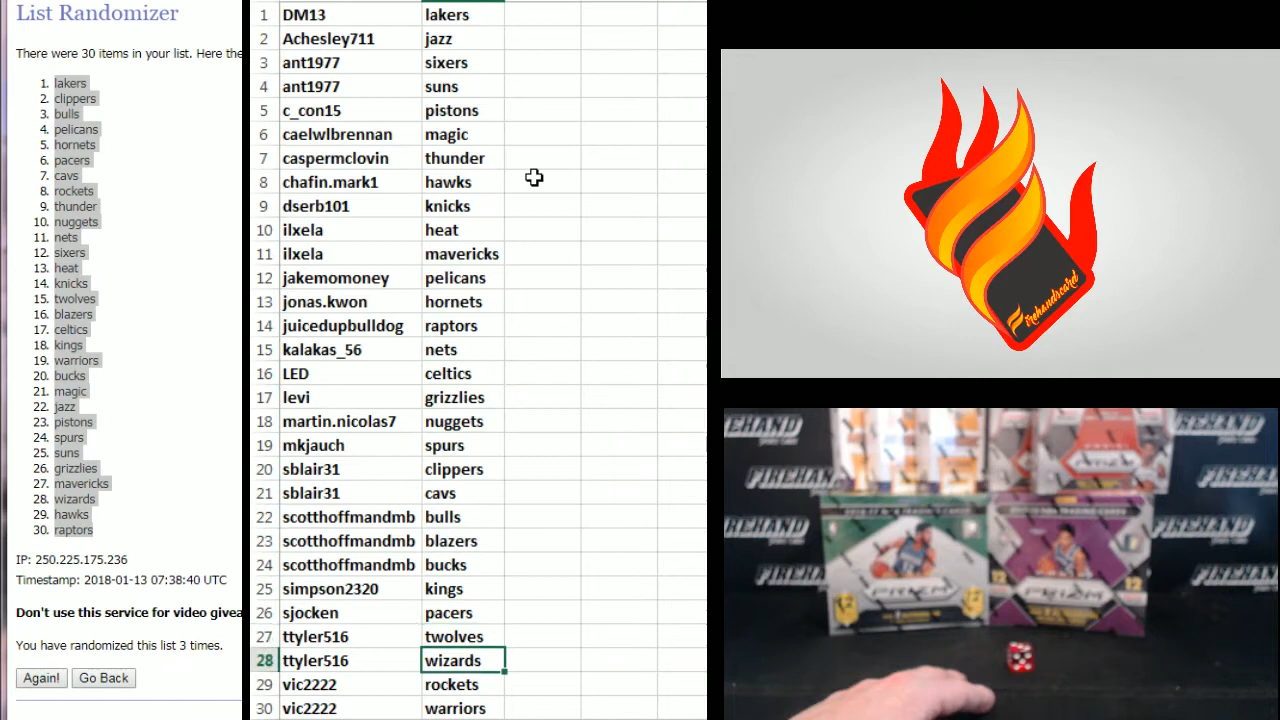 List Randomizer
There were 30 items in your list. Here the
1. lakers
2. clippers
3. bulls
4. pelicans
5. hornets
6. pacers
7. cavs
8. rockets
9. thunder
10. nuggets
11. nets
12. sixers
13. heat
14. knicks
15. twolves
16. blazers
17. celtics
18. kings
19. warriors
20. bucks
21. magic
22. jazz
23. pistons
24. spurs
25. suns
26. grizzlies
27. mavericks
28. wizards
29. hawks
30. raptors
IP: 250.225.175.236
Timestamp: 2018-01-13 07:38:40 UTC
Don't use this service for video givea
You have randomized this list 3 times.
Again! Go Back
1 DM13 lakers
2 Achesley711 jazz
3 ant1977 sixers
4 ant1977 suns
5 c_con15 pistons
6 caelwlbrennan magic
7 caspermclovin thunder
8 chafin.mark1 hawks
9 dserb101 knicks
10 ilxela heat
11 ilxela mavericks
12 jakemomoney pelicans
13 jonas.kwon hornets
14 juicedupbulldog raptors
15 kalakas_56 nets
16 LED celtics
17 levi grizzlies
18 martin.nicolas7 nuggets
19 mkjauch spurs
20 sblair31 clippers
21 sblair31 cavs
22 scotthoffmandmb bulls
23 scotthoffmandmb blazers
24 scotthoffmandmb bucks
25 simpson2320 kings
26 sjocken pacers
27 ttyler516 twolves
28 ttyler516 wizards
29 vic2222 rockets
30 vic2222 warriors
Firehandscard
FIREHAND
FIREHAND
FIREHAND
PRIZM
PRIZM
12
12